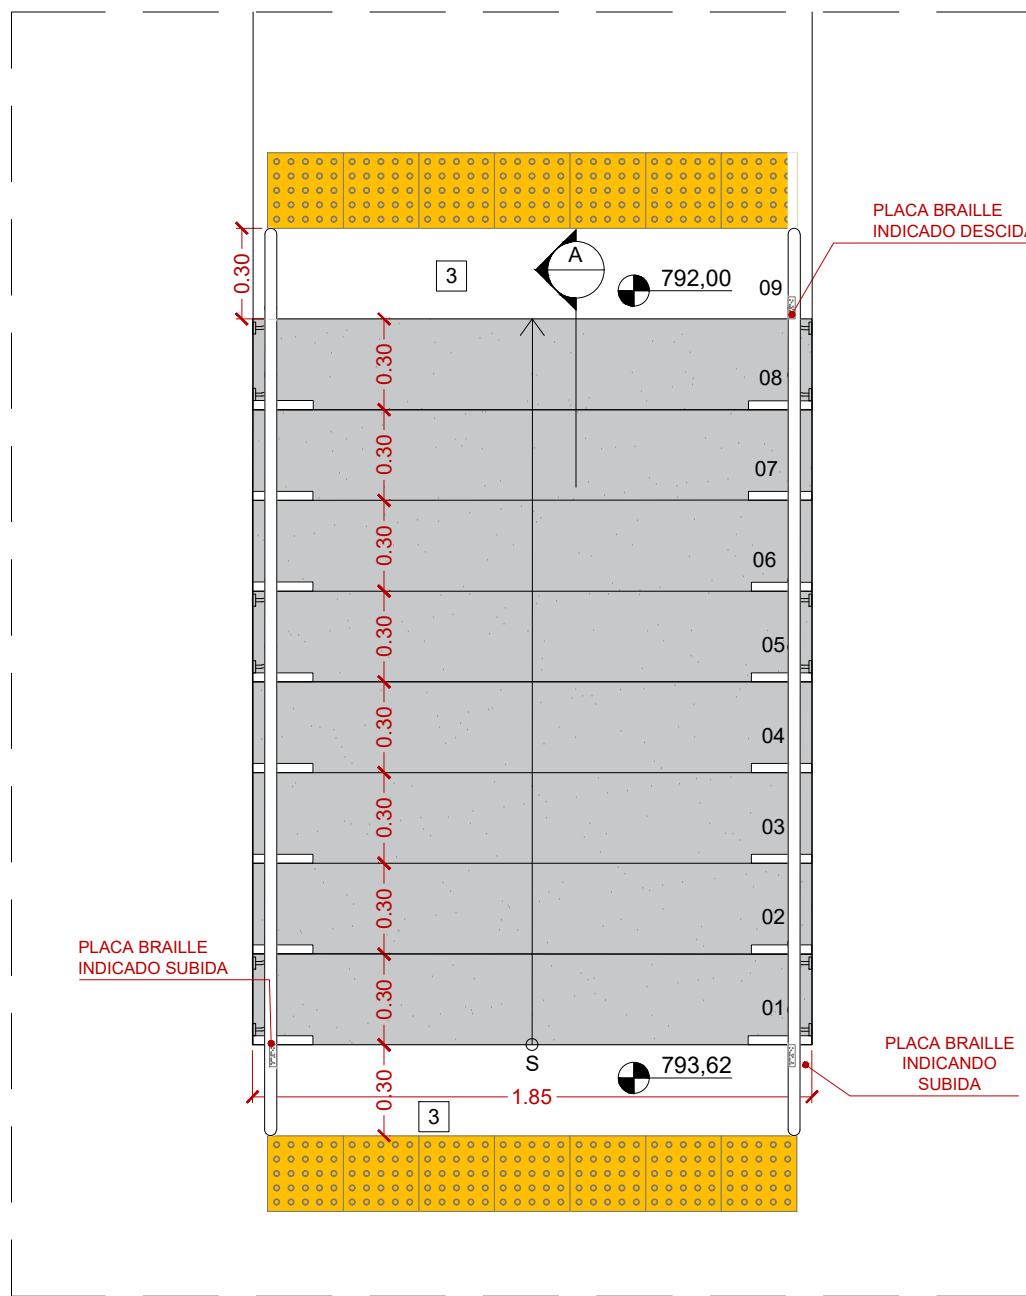 PLACA BRAILLE
INDICADO DESCIDA
A
3
792,00
09
0.30
0.30
08
0.30
07
0.30
06
0.30
05
0.30
04
0.30
03
0.30
02
PLACA BRAILLE
INDICADO SUBIDA
0.30
01
S
793,62
PLACA BRAILLE
INDICANDO
SUBIDA
0.30
1.85
3